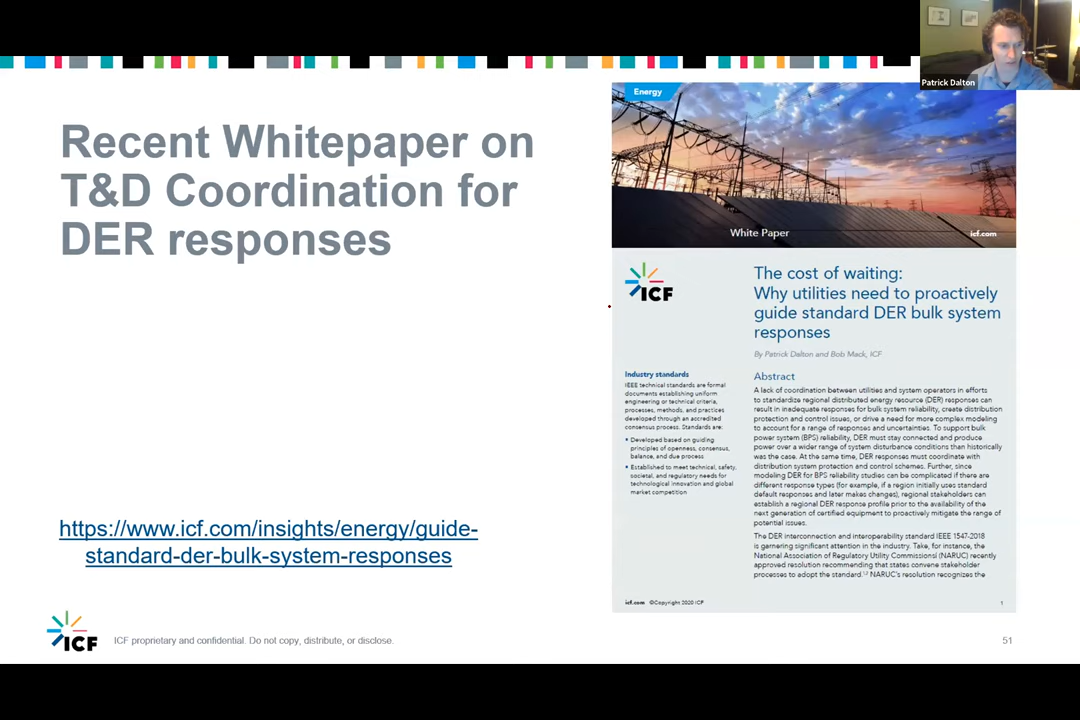 Patrick Dalton
Recent Whitepaper on
T&D Coordination for
DER responses
https://www.icf.com/insights/energy/guide-
standard-der-bulk-system-responses
Energy
White Paper
icf.com
ICF
The cost of waiting:
Why utilities need to proactively
guide standard DER bulk system
responses
By Patrick Dalton and Bob Mack, ICF
Industry standards
IEEE technical standards are formal
documents establishing uniform
engineering or technical criteria,
processes, methods, and practices
developed through an accredited
consensus process. Standards are:
• Developed based on guiding
principles of openness, consensus,
balance, and due process
• Established to meet technical, safety,
societal, and regulatory needs for
technological innovation and global
market competition
Abstract
A lack of coordination between utilities and system operators in efforts
to standardize regional distributed energy resource (DER) responses can
result in inadequate responses for bulk system reliability, create distribution
protection and control issues, or drive a need for more complex modeling
to account for a range of responses and uncertainties. To support bulk
power system (BPS) reliability, DER must stay connected and produce
power over a wider range of system disturbance conditions than historically
was the case. At the same time, DER responses must coordinate with
distribution system protection and control schemes. Further, since
modeling DER for BPS reliability studies can be complicated if there are
different response types (for example, if a region initially uses standard
default responses and later makes changes), regional stakeholders can
establish a regional DER response profile prior to the availability of the
next generation of certified equipment to proactively mitigate the range of
potential issues.
The DER interconnection and interoperability standard IEEE 1547-2018
is garnering significant attention in the industry. Take, for instance, the
National Association of Regulatory Utility Commissions (NARUC) recently
approved resolution recommending that states convene stakeholder
processes to adopt the standard.¹,² NARUC's resolution recognizes the
icf.com ©Copyright 2020 ICF
1
ICF
ICF proprietary and confidential. Do not copy, distribute, or disclose.
51